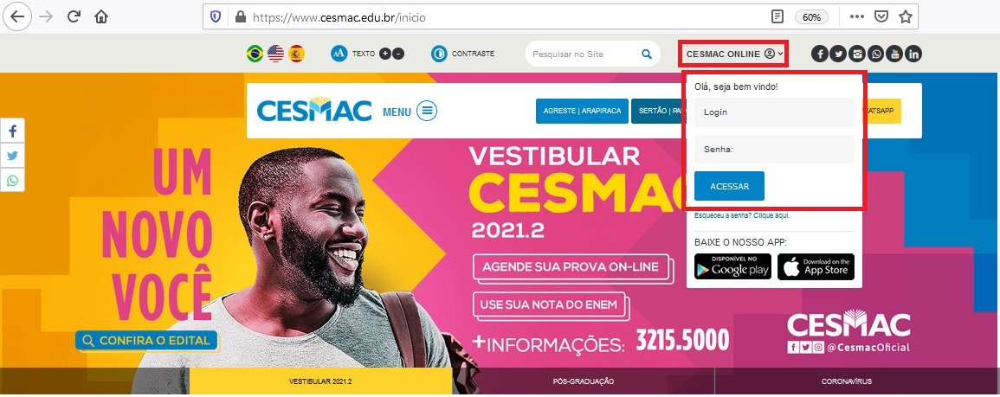 https://www.cesmac.edu.br/inicio
60%
AA TEXTO + -
CONTRASTE
Pesquisar no Site
CESMAC ONLINE
Olá, seja bem vindo!
Login
Senha:
ACESSAR
Esqueceu a senha? Clique aqui.
BAIXE O NOSSO APP:
DISPONÍVEL NO
Google play
Download on the
App Store
CESMAC
MENU
AGRESTE | ARAPIRACA
SERTÃO | PA
UM
NOVO
VOCÊ
CONFIRA O EDITAL
VESTIBULAR
CESMAC
2021.2
AGENDE SUA PROVA ON-LINE
USE SUA NOTA DO ENEM
+INFORMAÇÕES: 3215.5000
CESMAC
@CesmacOficial
VESTIBULAR 2021.2
PÓS-GRADUAÇÃO
CORONAVÍRUS